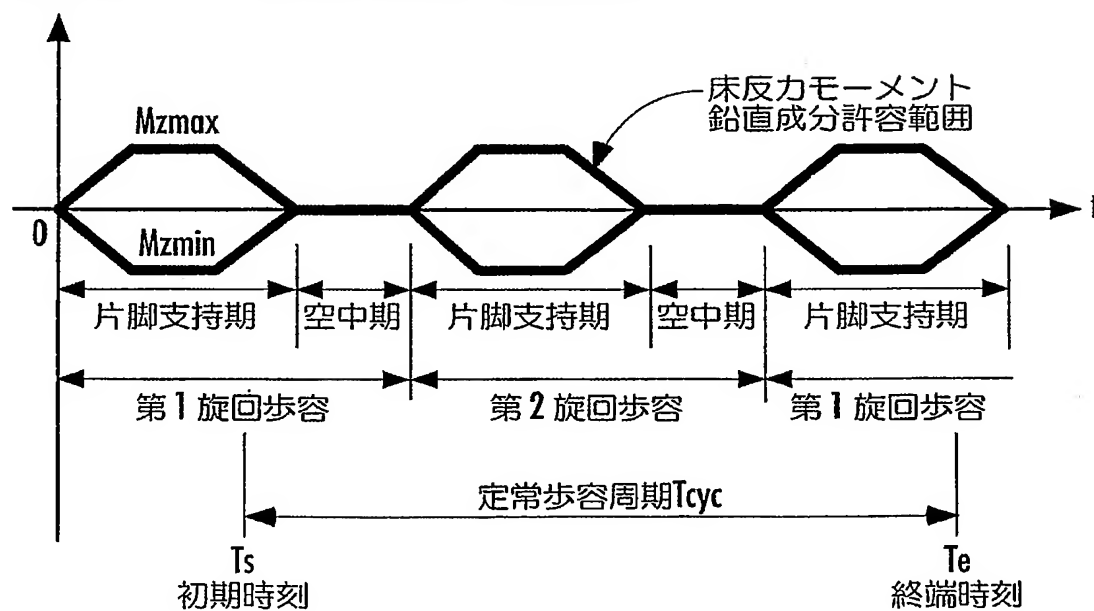 床反力モーメント
鉛直成分許容範囲
Mzmax
t
0
Mzmin
片脚支持期 空中期 片脚支持期 空中期 片脚支持期
第1旋回歩容 第2旋回歩容 第1旋回歩容
定常歩容周期Tcyc
Ts Te
初期時刻 終端時刻